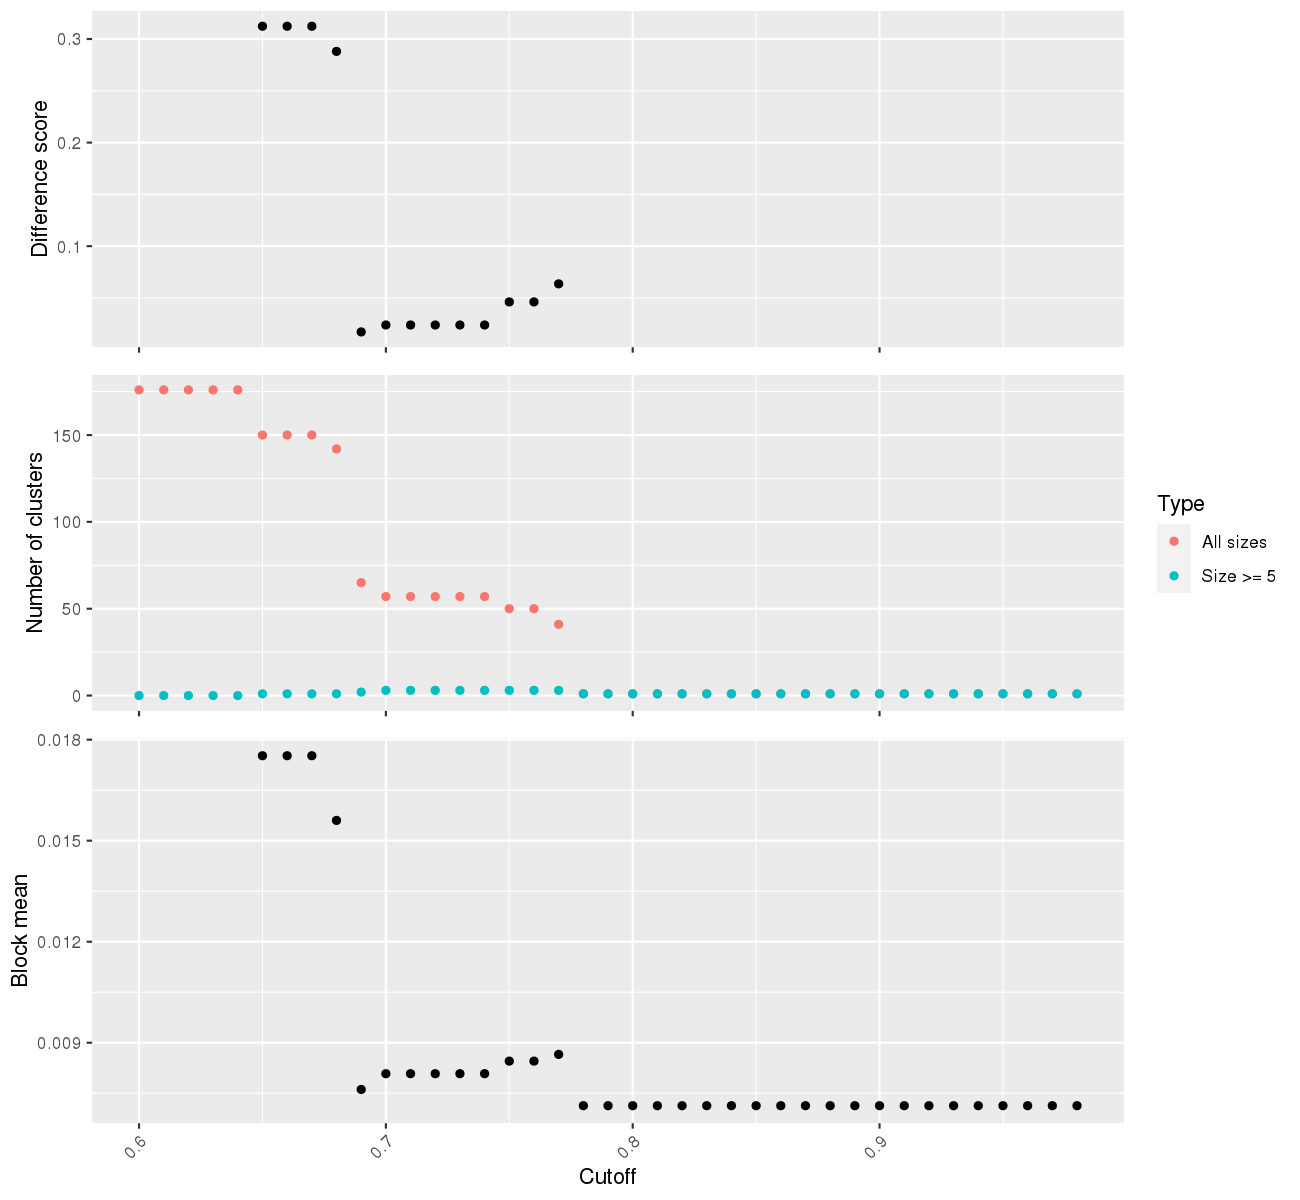 Difference score
0.3
0.2
0.1
Number of clusters
150
100
50
0
Type
All sizes
Size >= 5
Block mean
0.018
0.015
0.012
0.009
0.6
0.7
0.8
0.9
Cutoff